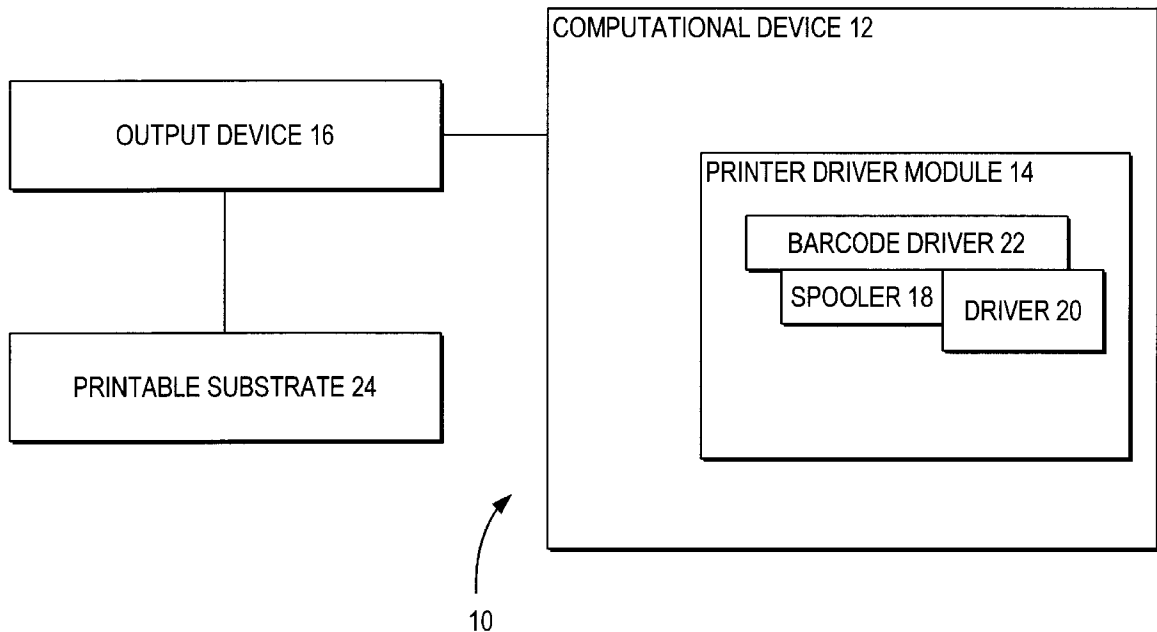 COMPUTATIONAL DEVICE 12
OUTPUT DEVICE 16
PRINTER DRIVER MODULE 14
BARCODE DRIVER 22
SPOOLER 18
DRIVER 20
PRINTABLE SUBSTRATE 24
10